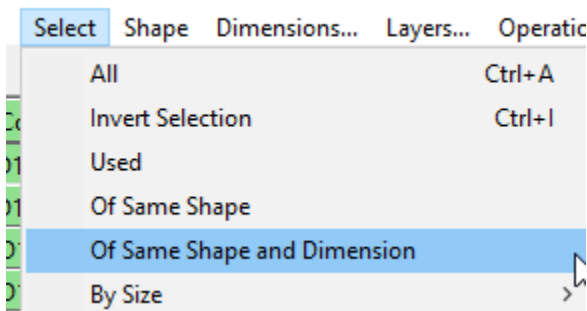 Select Shape Dimensions... Layers...
All Ctrl+A
Invert Selection Ctrl+I
Used
Of Same Shape
Of Same Shape and Dimension
By Size >